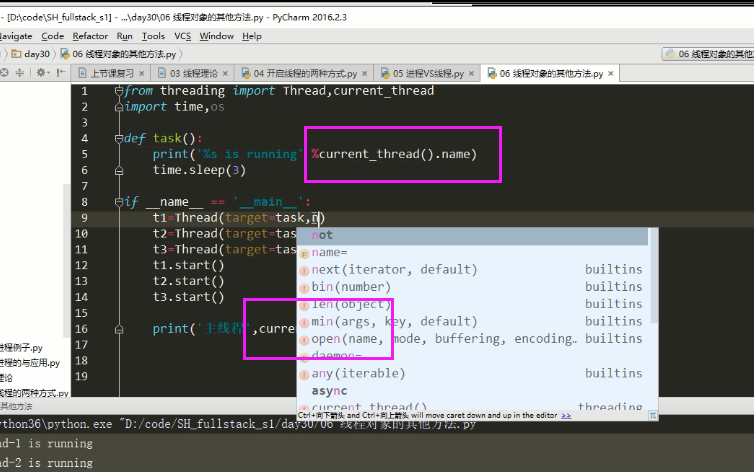 - [D:\code\SH_fullstack_s1] - ...\day30\06 线程对象的其他方法.py - PyCharm 2016.2.3
Navigate Code Refactor Run Tools VCS Window Help
day30 06 线程对象的其他方法.py 06 线程对象的其他方法
上节课复习 03 线程理论 04 开启线程的两种方式.py 05 进程VS线程.py 06 线程对象的其他方法.py
1 from threading import Thread,current_thread
2 import time,os
3
4 def task():
5 print('%s is running' %current_thread().name)
6 time.sleep(3)
7
8 if __name__ == '__main__':
9 t1=Thread(target=task,n)
10 t2=Thread(target=tas
11 t3=Thread(target=tas
12 t1.start()
13 t2.start()
14 t3.start()
15
16 print('主线程',curre
17
18
19
not
name=
next(iterator, default) builtins
bin(number) builtins
len(object) builtins
min(args, key, default) builtins
open(name, mode, buffering, encoding… builtins
daemon=
any(iterable) builtins
async
current_thread() threading
Ctrl+向下箭头 and Ctrl+向上箭头 will move caret down and up in the editor >>
π
进程例子.py
进程的与应用.py
理论
线程的两种方式.py
其他方法
ython36\python.exe "D:/code/SH_fullstack_s1/day30/06 线程对象的其他方法.py
ad-1 is running
ad-2 is running